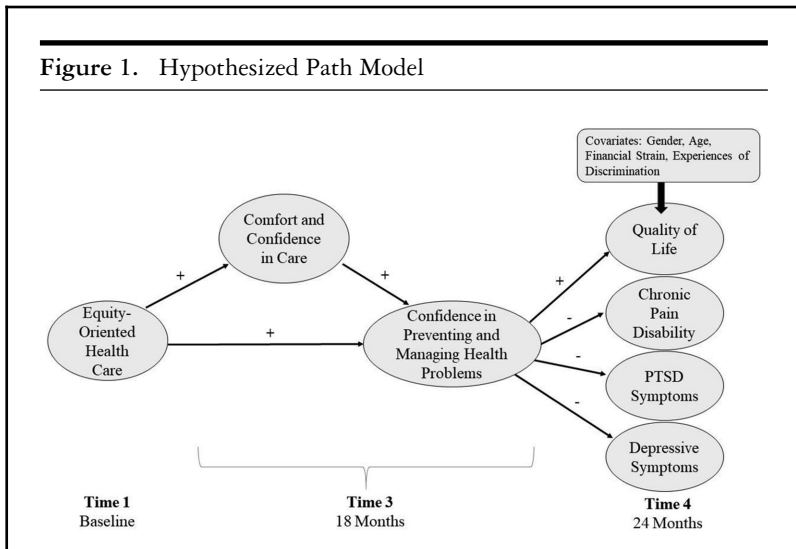 Figure 1. Hypothesized Path Model
Covariates: Gender, Age,
Financial Strain, Experiences of
Discrimination
Comfort and
Confidence
in Care
Quality of
Life
+
+
+
Equity-
Oriented
Health
Care
+
Confidence in
Preventing and
Managing Health
Problems
-
Chronic
Pain
Disability
-
PTSD
Symptoms
-
Depressive
Symptoms
Time 1
Baseline
Time 3
18 Months
Time 4
24 Months